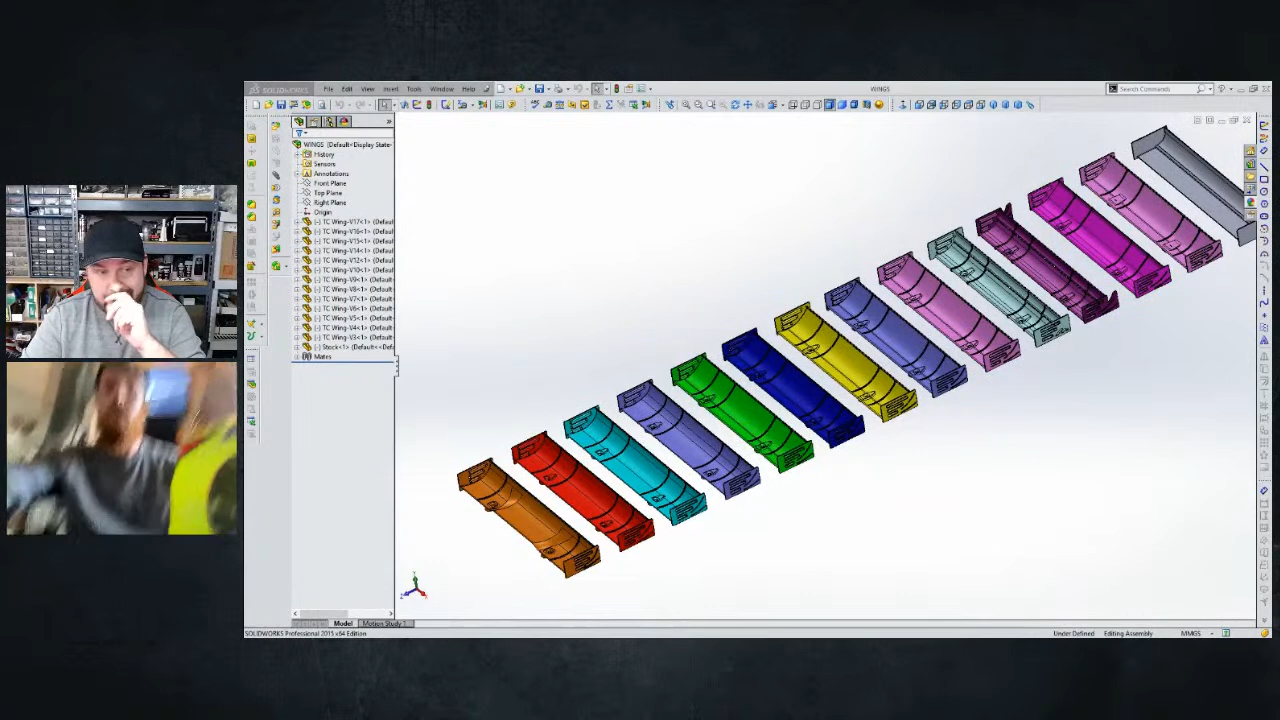 SOLIDWORKS File Edit View Insert Tools Window Help WINGS Search Commands
WINGS (Default<Display State-
History
Sensors
Annotations
Front Plane
Top Plane
Right Plane
Origin
(-) TC Wing-V17<1> (Default
(-) TC Wing-V16<1> (Default
(-) TC Wing-V15<1> (Default
(-) TC Wing-V14<1> (Default
(-) TC Wing-V12<1> (Default
(-) TC Wing-V10<1> (Default
(-) TC Wing-V9<1> (Default<
(-) TC Wing-V8<1> (Default<
(-) TC Wing-V7<1> (Default<
(-) TC Wing-V6<1> (Default<
(-) TC Wing-V5<1> (Default<
(-) TC Wing-V4<1> (Default<
(-) TC Wing-V3<1> (Default<
(-) Stock<1> (Default<<Def
Mates
Model Motion Study 1
SOLIDWORKS Professional 2015 x64 Edition Under Defined Editing Assembly MMGS